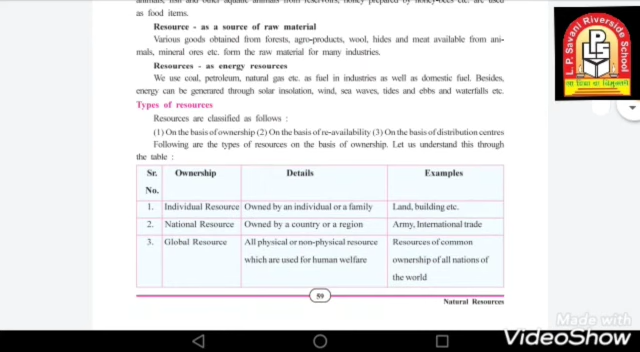 as food items.
Resource - as a source of raw material
Various goods obtained from forests, agro-products, wool, hides and meat available from ani-
mals, mineral ores etc. form the raw material for many industries.
Resources - as energy resources
We use coal, petroleum, natural gas etc. as fuel in industries as well as domestic fuel. Besides,
energy can be generared through solar insolation, wind, sea waves, tides and ebbs and waterfalls etc.
Types of resources
Resources are classified as follows :
(1) On the basis of ownership (2) On the basis of re-availability (3) On the basis of distribution centres
Following are the types of resources on the basis of ownership. Let us understand this through
the table :
Sr. No. Ownership Details Examples
1. Individual Resource Owned by an individual or a family Land, building etc.
2. National Resource Owned by a country or a region Army, International trade
3. Global Resource All physical or non-physical resource Resources of common
which are used for human welfare ownership of all nations of
the world
59
Natural Resources
L.P. Savani Riverside School
LPS
Made with
VideoShow